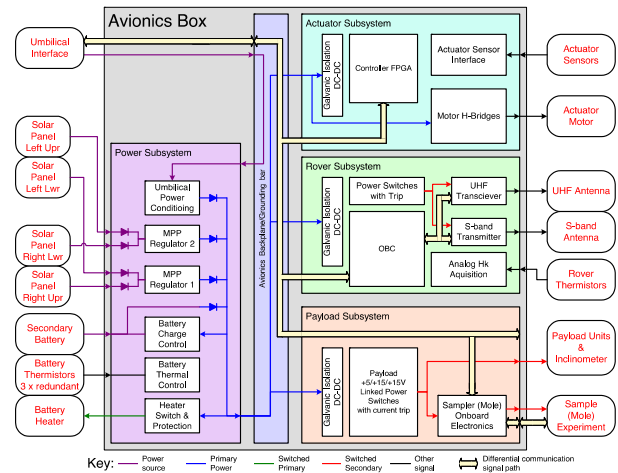 Avionics Box
Umbilical
Interface
Solar
Panel
Left Upr
Solar
Panel
Left Lwr
Solar
Panel
Right Lwr
Solar
Panel
Right Upr
Secondary
Battery
Battery
Thermistors
3 x redundant
Battery
Heater
Power Subsystem
Umbilical
Power
Conditioing
MPP
Regulator 2
MPP
Regulator 1
Battery
Charge
Control
Battery
Thermal
Control
Heater
Switch &
Protection
Avionics Backplane/Grounding bar
Actuator Subsystem
Galvanic Isolation
DC-DC
Controller FPGA
Actuator Sensor
Interface
Motor H-Bridges
Rover Subsystem
Galvanic Isolation
DC-DC
Power Switches
with Trip
OBC
UHF
Transciever
S-band
Transmitter
Analog Hk
Aquisition
Payload Subsystem
Galvanic Isolation
DC-DC
Payload
+5/+15/+15V
Linked Power
Switches
with current trip
Sampler (Mole)
Onboard
Electronics
Actuator
Sensors
Actuator
Motor
UHF Antenna
S-band
Antenna
Rover
Thermistors
Payload Units
&
Inclinometer
Sample
(Mole)
Experiment
Key:
Power
source
Primary
Power
Switched
Primary
Switched
Secondary
Other
signal
Differential communication
signal path